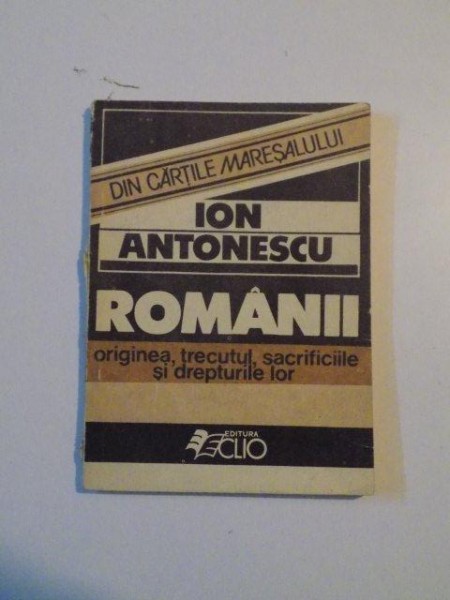 DIN CĂRȚILE MAREȘALULUI
ION
ANTONESCU
ROMÂNII
originea, trecutul, sacrificiile
și drepturile lor
EDITURA
CLIO